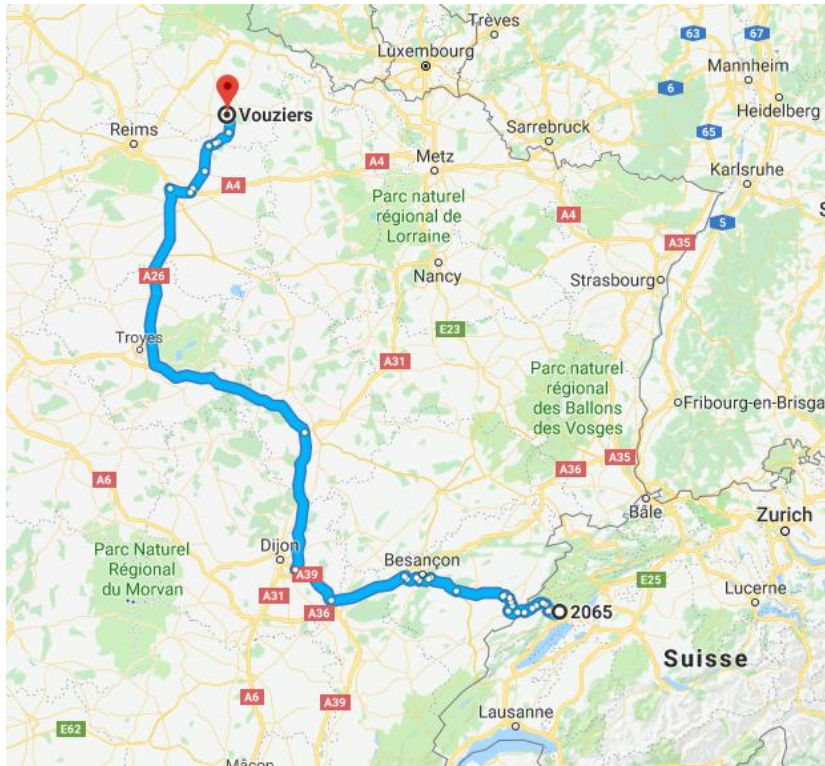 Trèves
Luxembourg
63
67
Mannheim
6
Heidelberg
Vouziers
Reims
65
Sarrebruck
Metz
A4
Karlsruhe
A4
Parc naturel
régional de
Lorraine
A4
5
A35
A26
Nancy
Strasbourg
Troyes
E23
A31
Parc naturel
régional
des Ballons
des Vosges
Fribourg-en-Brisga
A6
A36
A35
Bâle
Zurich
Dijon
Besançon
Parc Naturel
Régional
du Morvan
A39
A31
A36
E25
Lucerne
2065
Suisse
A6
A39
E62
Lausanne
Mâcon